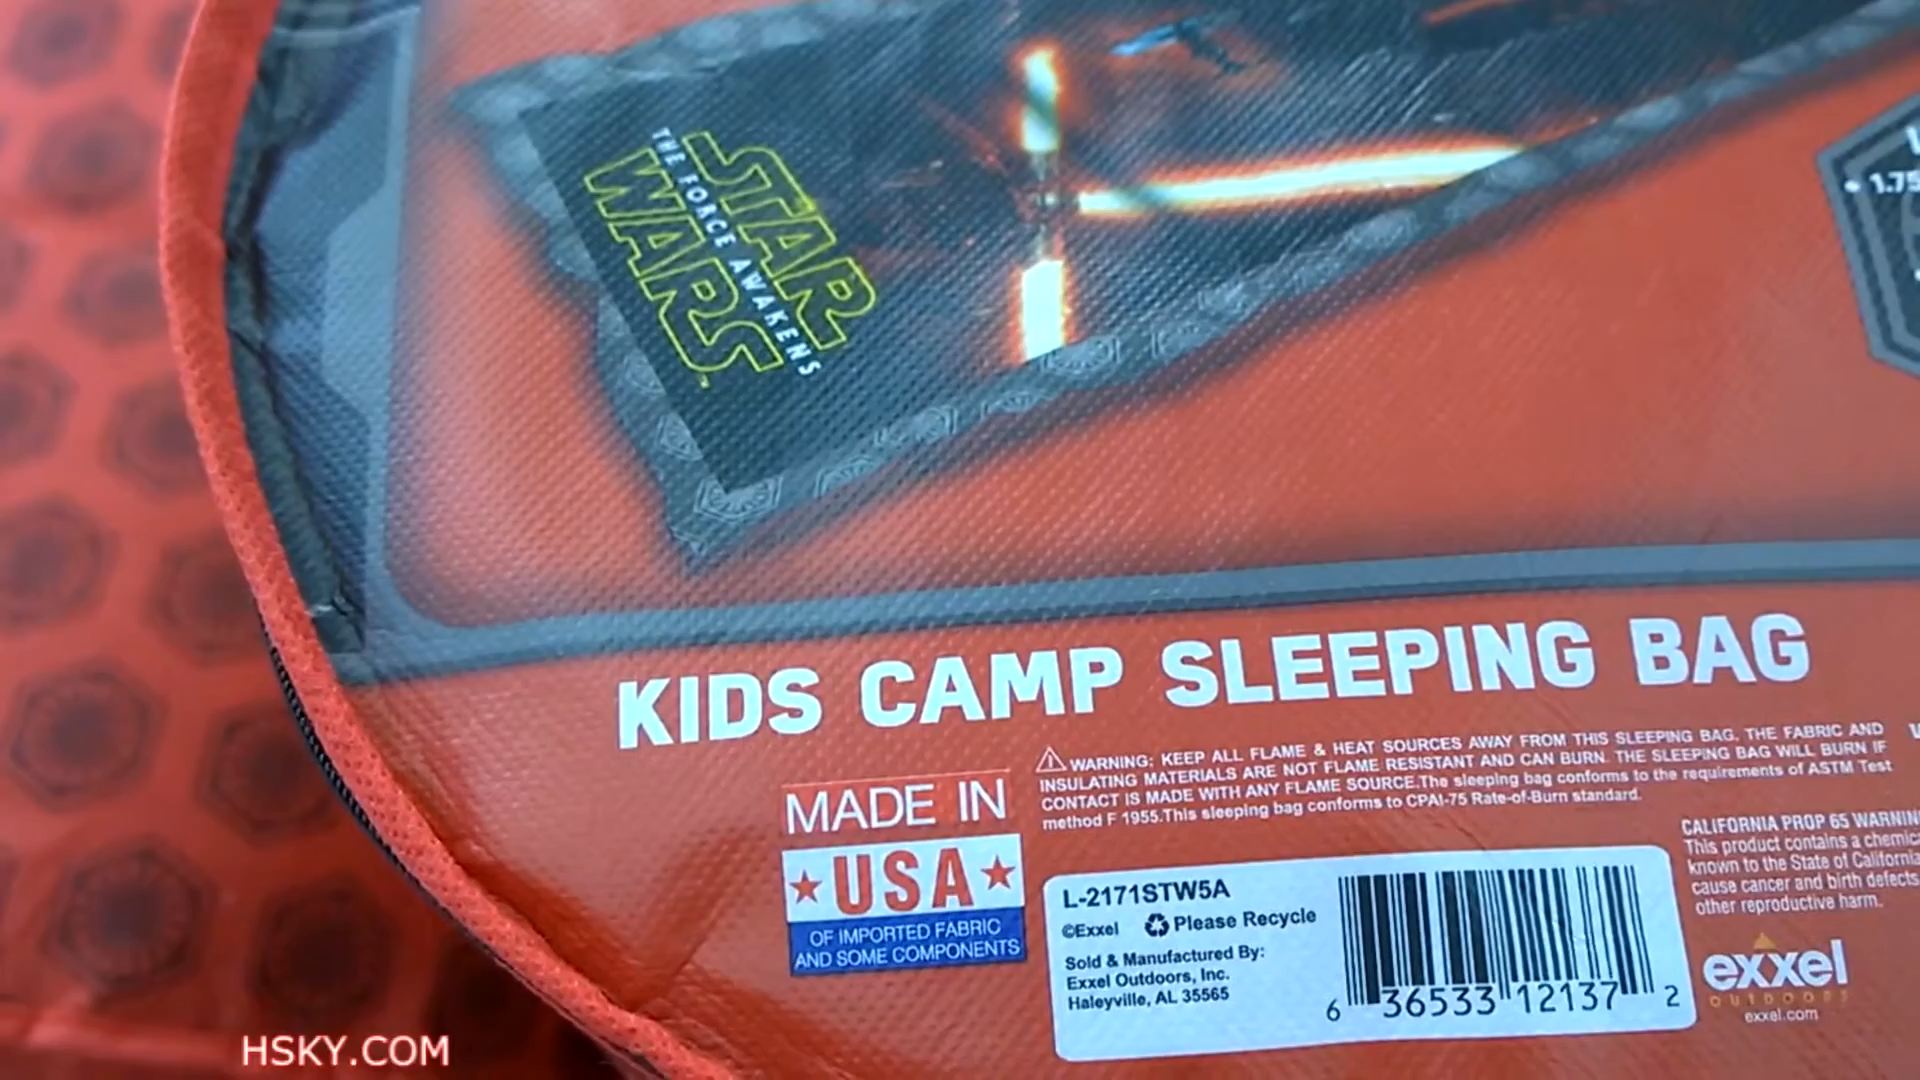 STAR
THE FORCE AWAKENS
WARS
• 1.75
KIDS CAMP SLEEPING BAG
WARNING: KEEP ALL FLAME & HEAT SOURCES AWAY FROM THIS SLEEPING BAG. THE FABRIC AND
INSULATING MATERIALS ARE NOT FLAME RESISTANT AND CAN BURN. THE SLEEPING BAG WILL BURN IF
CONTACT IS MADE WITH ANY FLAME SOURCE.The sleeping bag conforms to the requirements of ASTM Test
method F 1955.This sleeping bag conforms to CPAI-75 Rate-of-Burn standard.
MADE IN
USA
OF IMPORTED FABRIC
AND SOME COMPONENTS
L-2171STW5A
©Exxel Please Recycle
Sold & Manufactured By:
Exxel Outdoors, Inc.
Haleyville, AL 35565
6 36533 12137 2
CALIFORNIA PROP 65 WARNING
This product contains a chemic
known to the State of California
cause cancer and birth defects
other reproductive harm.
exxel
OUTDOORS
exxel.com
HSKY.COM